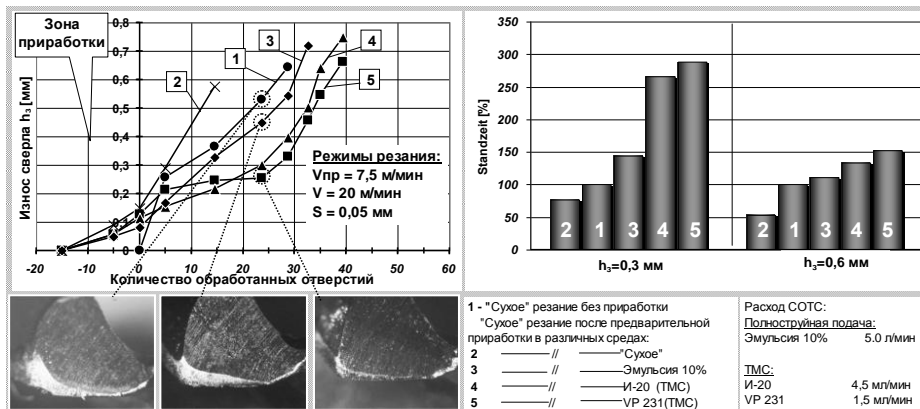 Зона
приработки
Износ сверла h₃ [мм]
0,8
0,7
0,6
0,5
0,4
0,3
0,2
0
-20
-10
0
10
20
30
40
50
Количество обработанных отверстий
1
2
3
4
5
Режимы резания:
Vпр = 7,5 м/мин
V = 20 м/мин
S = 0,05 мм
Standzeit [%]
350
300
250
200
150
100
50
0
2 1 3 4 5
2 1 3 4 5
h₃=0,3 мм
h₃=0,6 мм
1 - "Сухое" резание без приработки
"Сухое" резание после предварительной
приработки в различных средах:
2 // "Сухое"
3 // Эмульсия 10%
4 // И-20 (ТМС)
5 // VP 231(ТМС)
Расход СОТС:
Полноструйная подача:
Эмульсия 10% 5.0 л/мин
ТМС:
И-20 4,5 мл/мин
VP 231 1,5 мл/мин